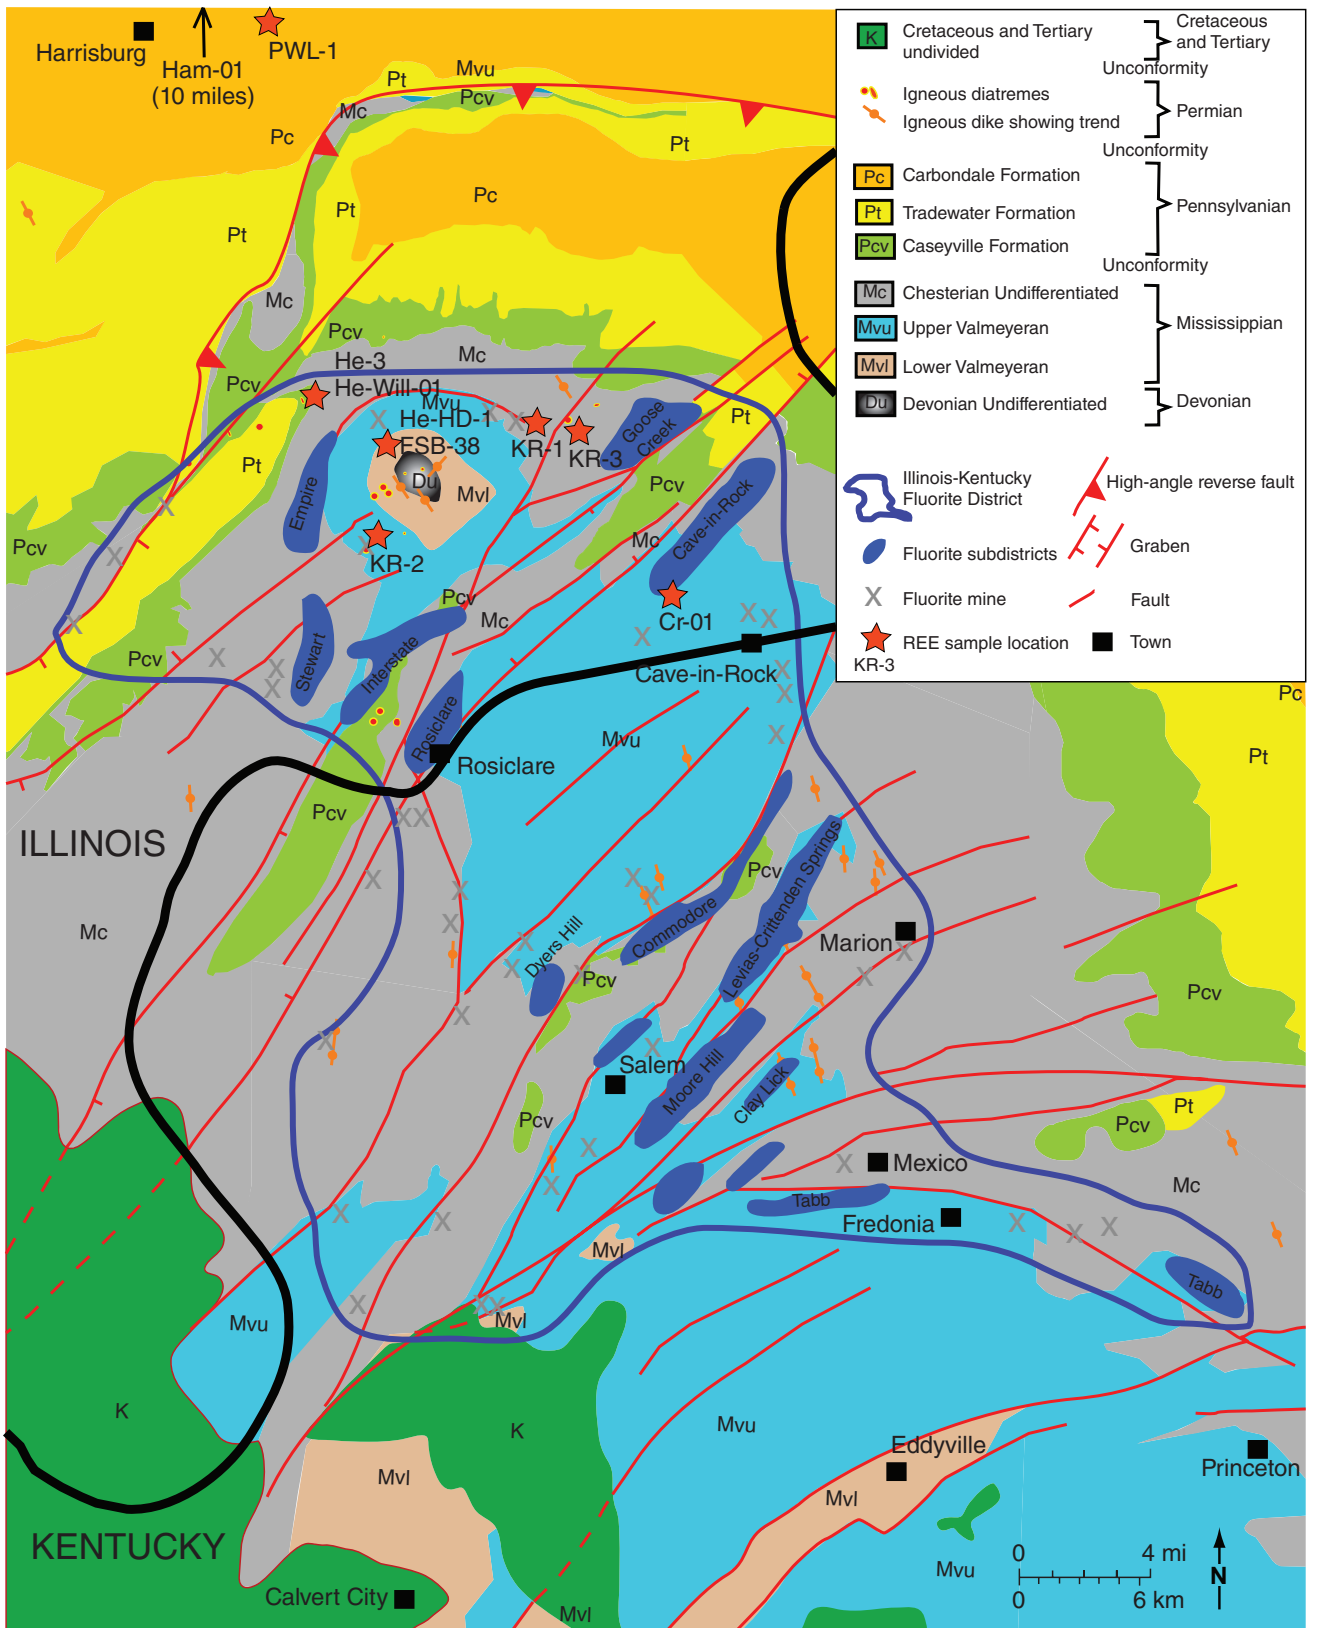 Harrisburg
Ham-01
(10 miles)
PWL-1
Pt
Mvu
Pcv
Mc
Pc
Pt
Pc
Pt
Pt
Mc
Pcv
Mc
He-3
He-Will-01
Pcv
Mvu
He-HD-1
FSB-38
KR-1
KR-3
Goose
Creek
Pt
Pt
Du
Mvl
Empire
Pcv
Cave-in-Rock
Pcv
Mc
KR-2
Pcv
Mc
Cr-01
Stewart
Interstate
Pcv
Cave-in-Rock
Rosiclare
Rosiclare
Mvu
Pcv
ILLINOIS
Pcv
Mc
Commodore
Levias-Crittenden Springs
Dyers Hill
Pcv
Marion
Pc
Pt
Pcv
Salem
Moore Hill
Clay Lick
Pcv
Pt
Pcv
Mexico
Mc
Tabb
Fredonia
Mvl
Tabb
Mvl
Mvu
K
K
Mvu
Eddyville
Princeton
Mvl
Mvl
KENTUCKY
Calvert City
Mvl
Mvu
0 4 mi
0 6 km
N
K Cretaceous and Tertiary
undivided
Cretaceous
and Tertiary
Unconformity
Igneous diatremes
Igneous dike showing trend
Permian
Unconformity
Pc Carbondale Formation
Pt Tradewater Formation
Pcv Caseyville Formation
Pennsylvanian
Unconformity
Mc Chesterian Undifferentiated
Mvu Upper Valmeyeran
Mvl Lower Valmeyeran
Mississippian
Du Devonian Undifferentiated
Devonian
Illinois-Kentucky
Fluorite District
High-angle reverse fault
Fluorite subdistricts
Graben
X Fluorite mine
Fault
REE sample location
KR-3
Town